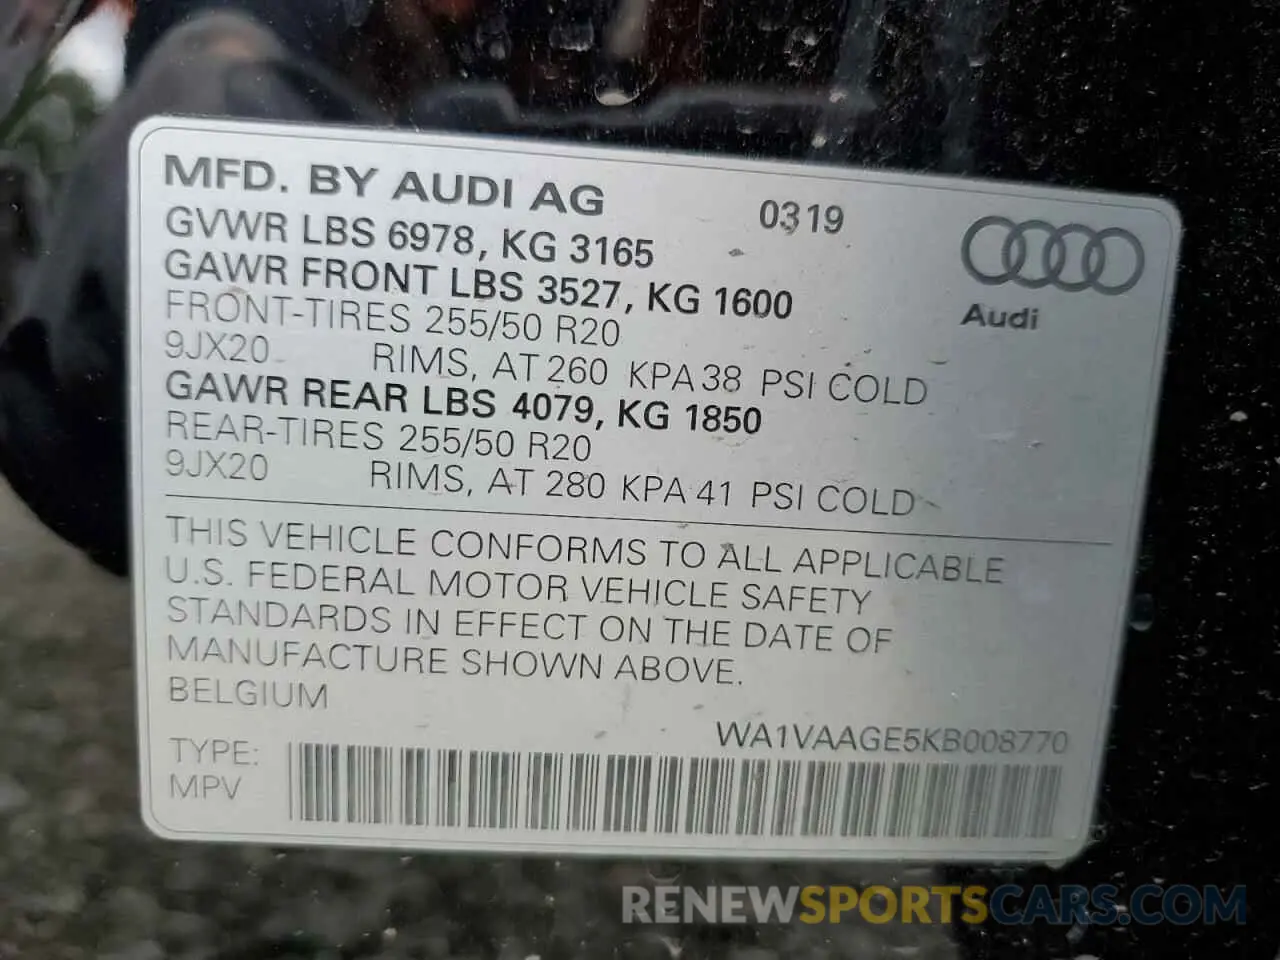 MFD. BY AUDI AG 0319
GVWR LBS 6978, KG 3165
GAWR FRONT LBS 3527, KG 1600
Audi
FRONT-TIRES 255/50 R20
9JX20 RIMS, AT 260 KPA 38 PSI COLD
GAWR REAR LBS 4079, KG 1850
REAR-TIRES 255/50 R20
9JX20 RIMS, AT 280 KPA 41 PSI COLD
THIS VEHICLE CONFORMS TO ALL APPLICABLE
U.S. FEDERAL MOTOR VEHICLE SAFETY
STANDARDS IN EFFECT ON THE DATE OF
MANUFACTURE SHOWN ABOVE.
BELGIUM
WA1VAAGE5KB008770
TYPE:
MPV
RENEWSPORTSCARS.COM